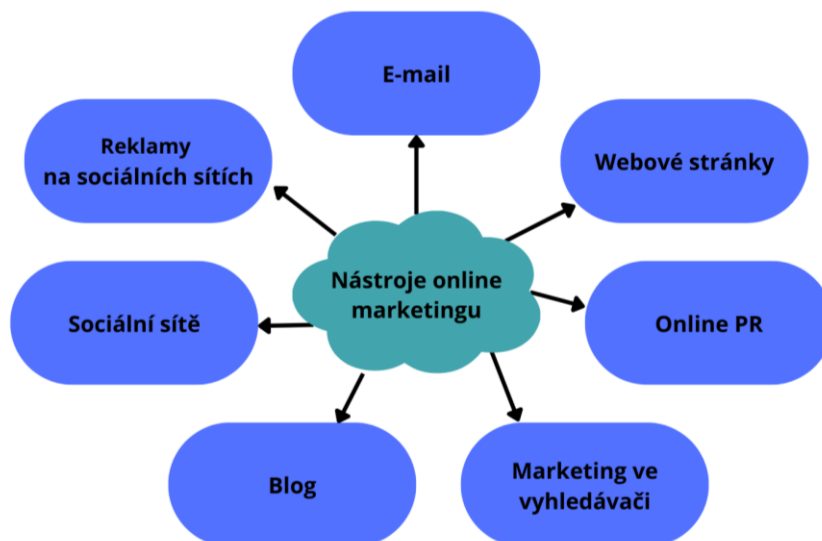 E-mail
Reklamy
na sociálních sítích
Webové stránky
Nástroje online
marketingu
Sociální sítě
Online PR
Blog
Marketing ve
vyhledávači